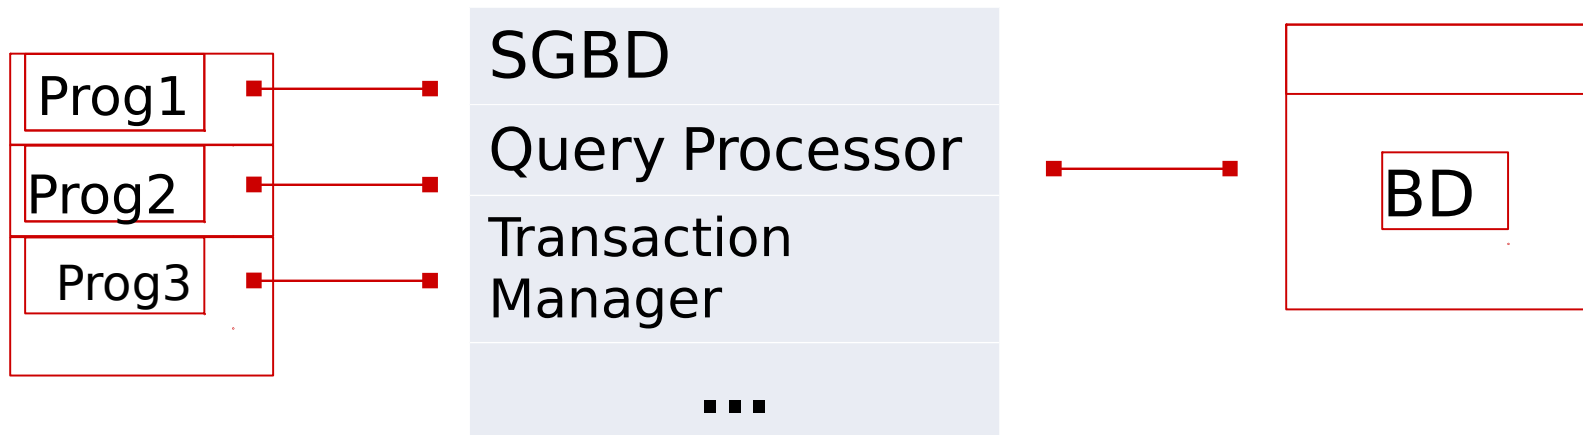 Prog1
Prog2
Prog3
SGBD
Query Processor
Transaction
Manager
...
BD